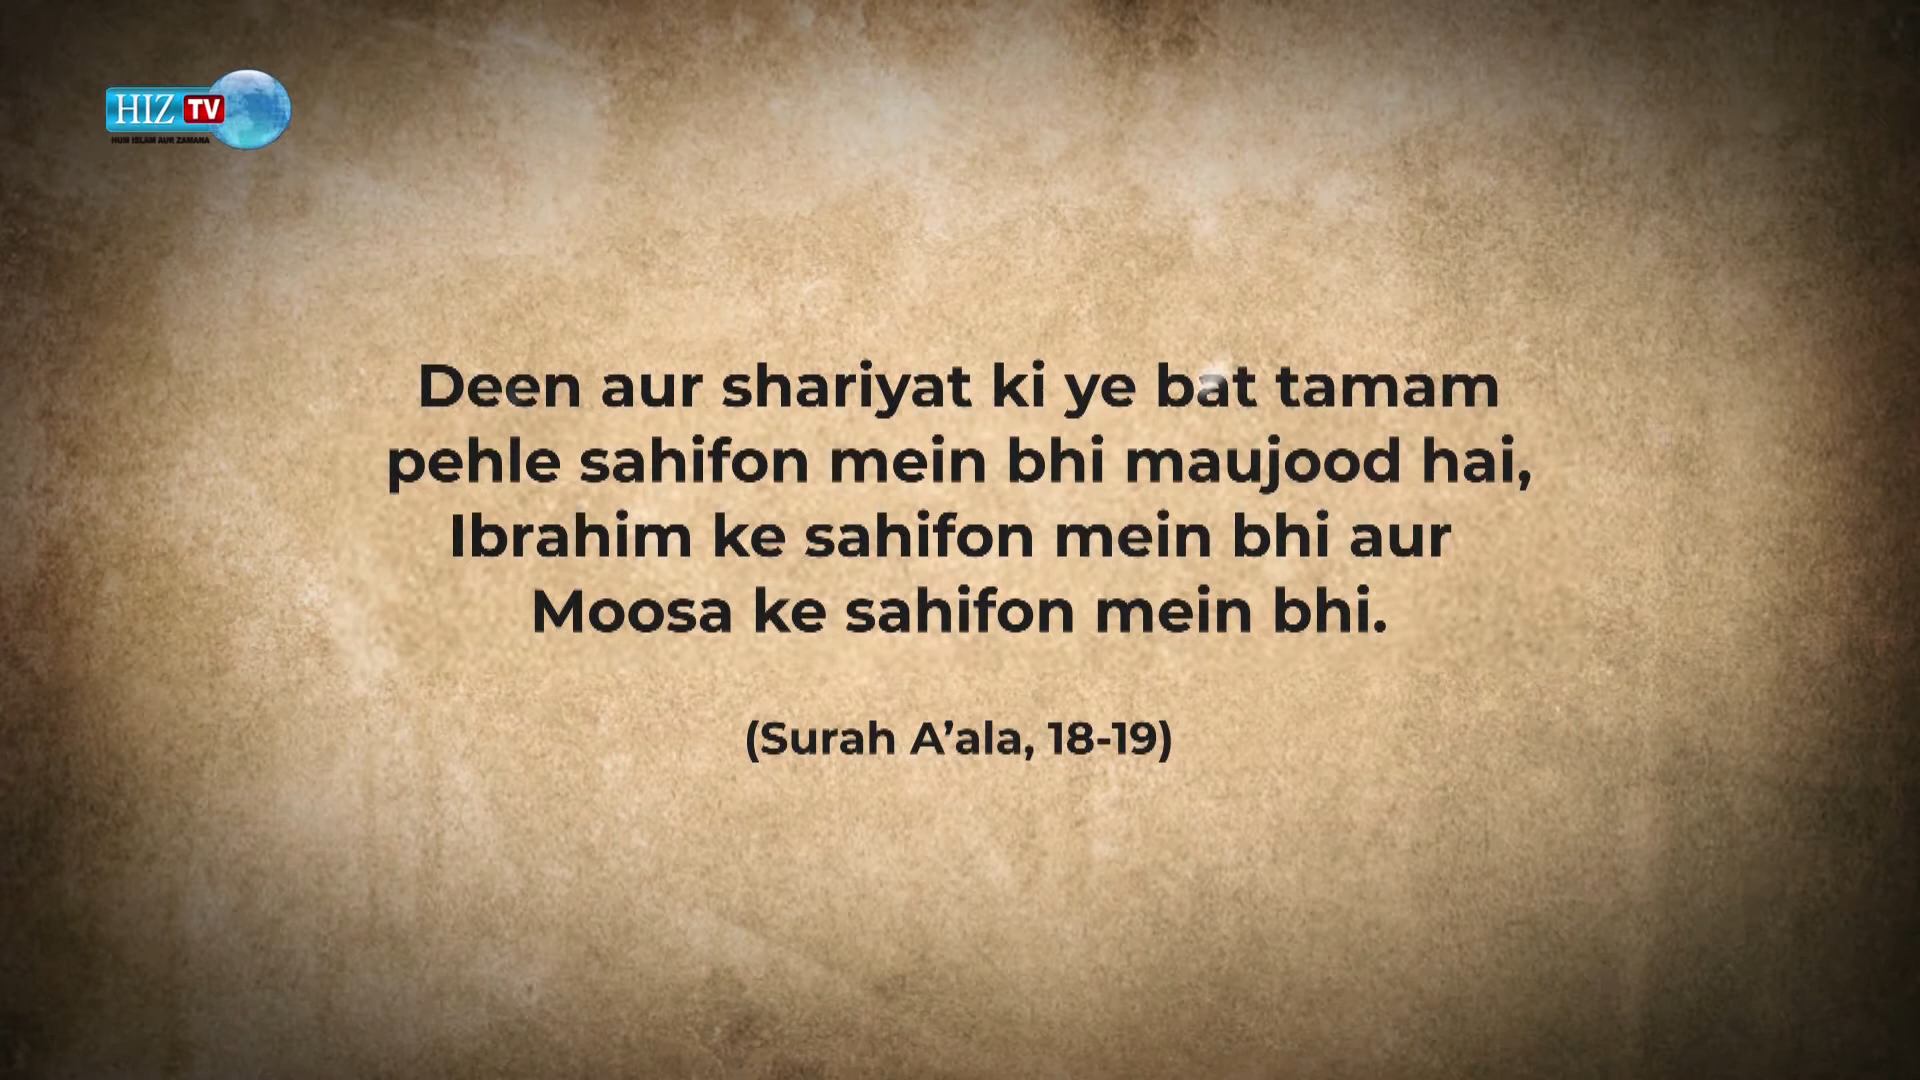 HIZ TV
HUM ISLAM AUR ZAMANA
Deen aur shariyat ki ye bat tamam
pehle sahifon mein bhi maujood hai,
Ibrahim ke sahifon mein bhi aur
Moosa ke sahifon mein bhi.
(Surah A’ala, 18-19)